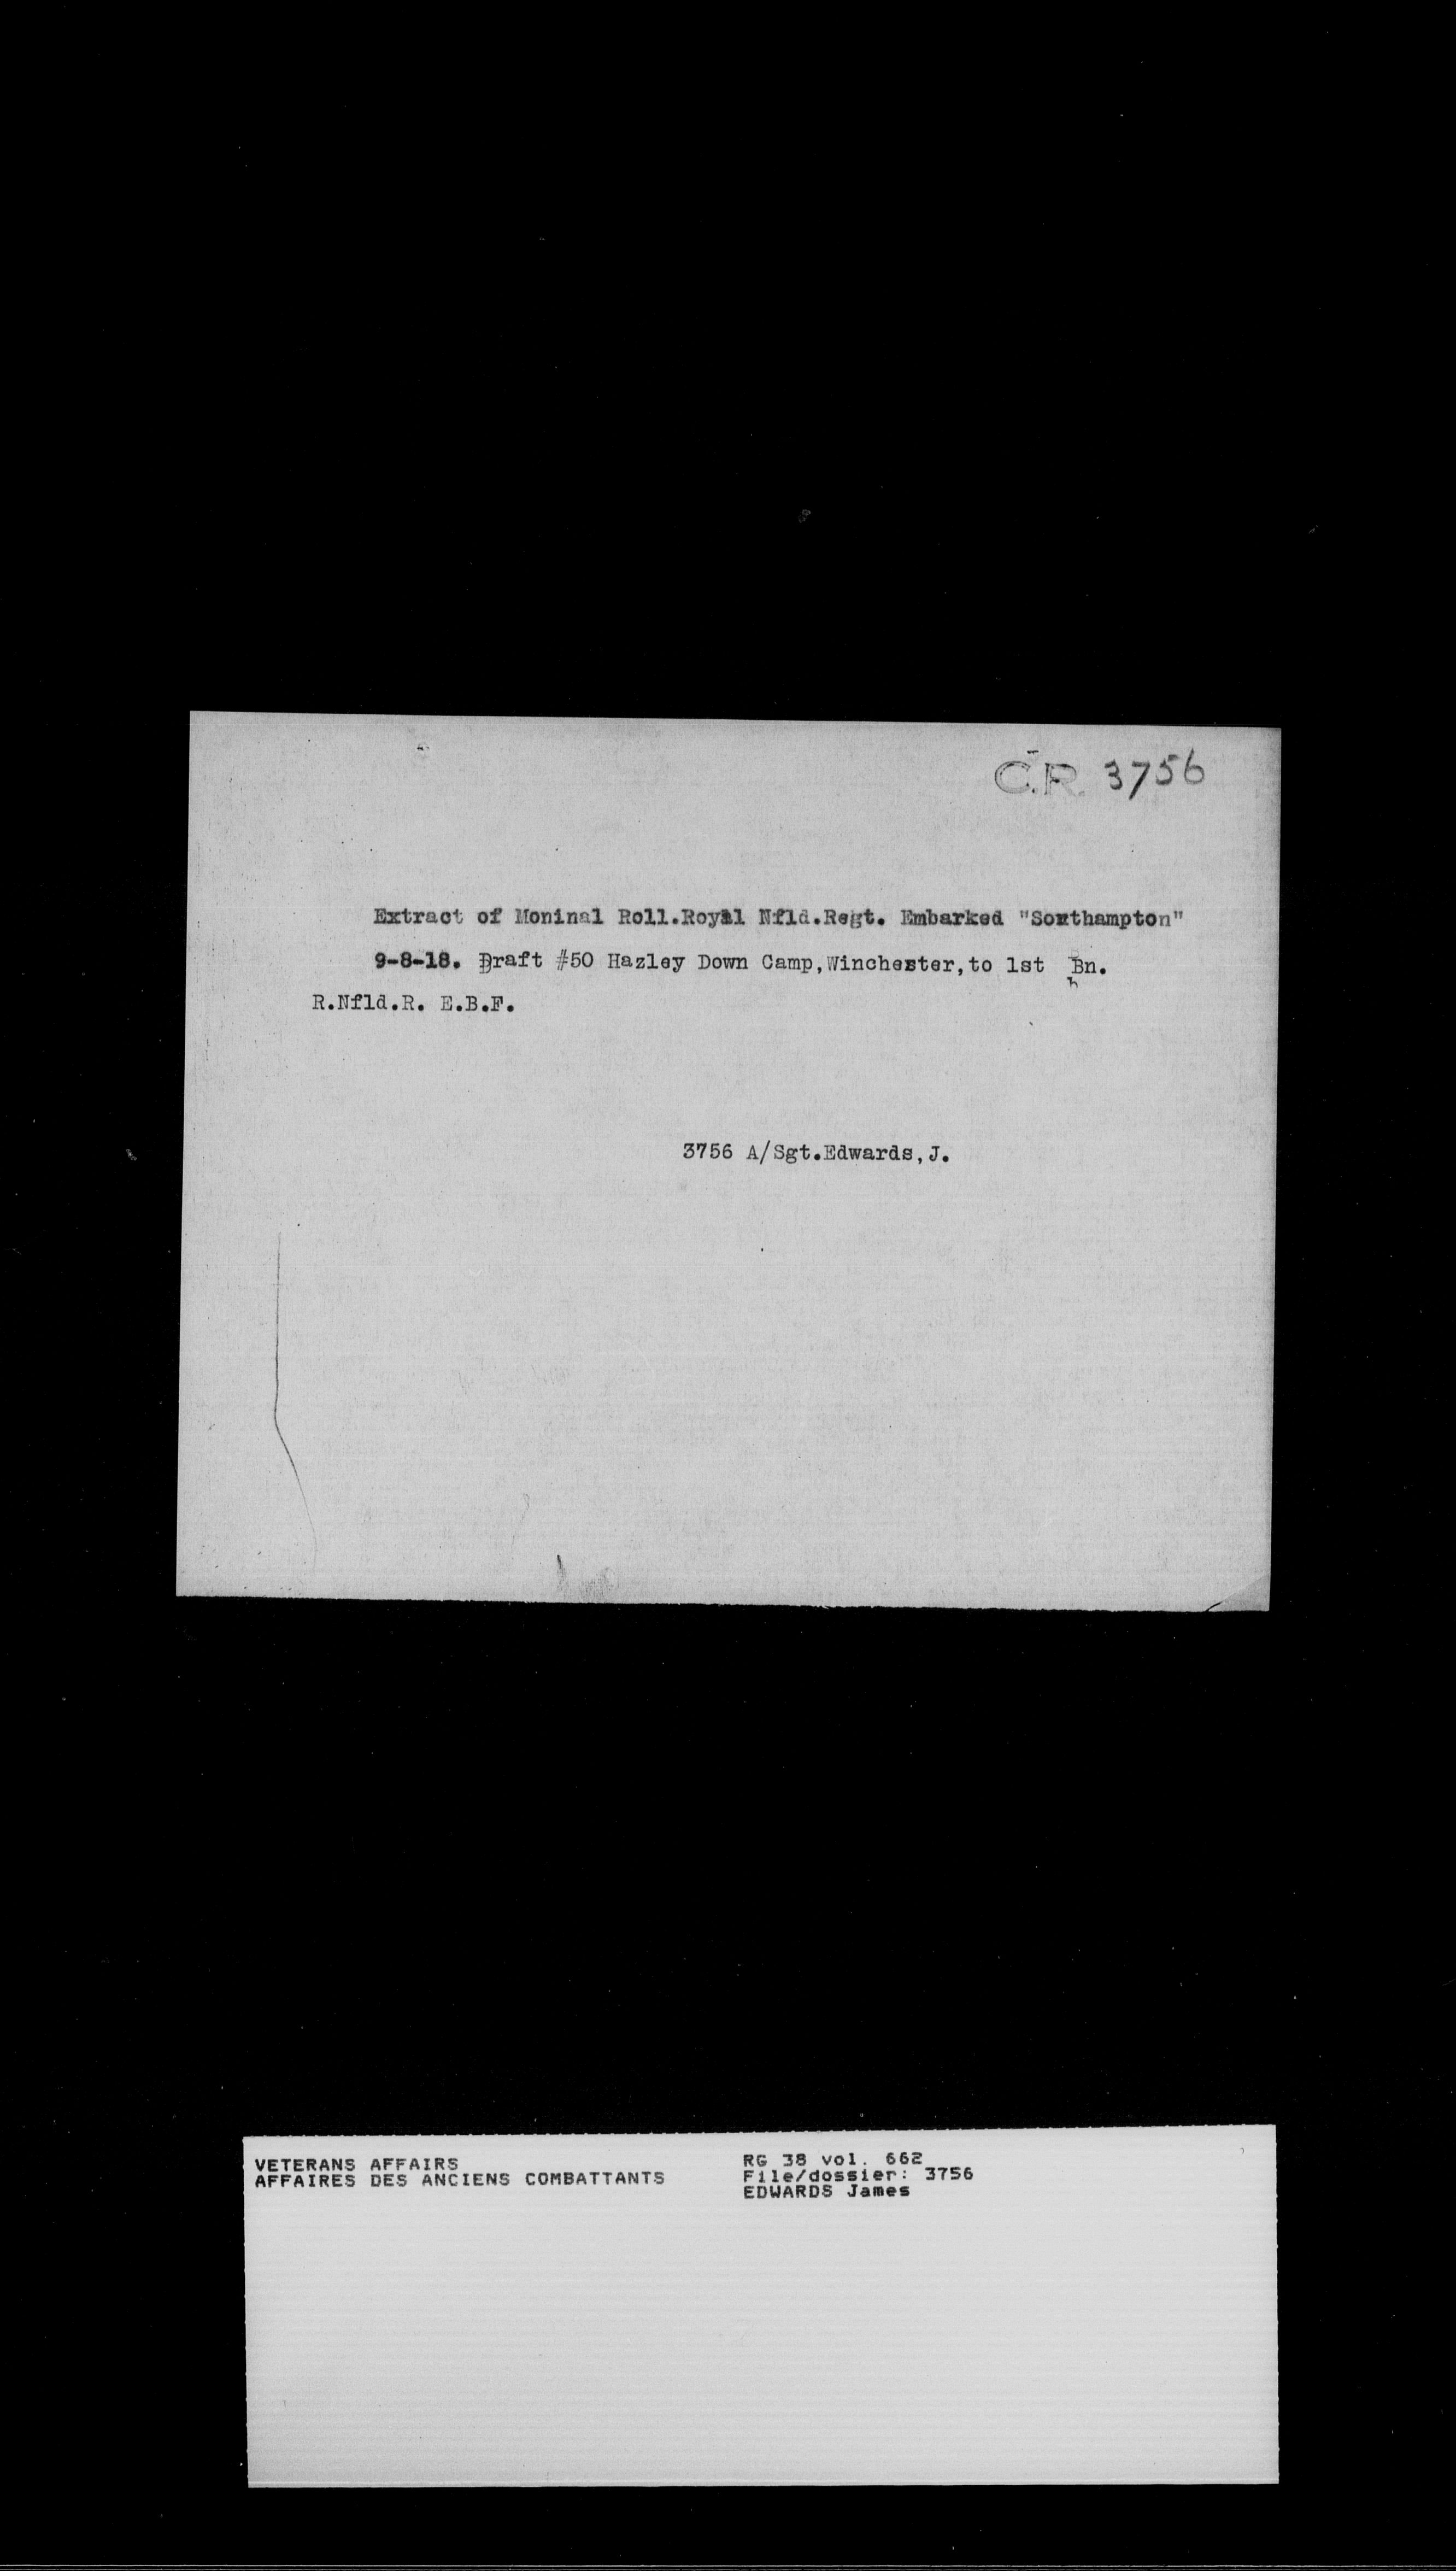 C.R. 3756
Extract of Moninal Roll.Royal Nfld.Regt. Embarked "Southampton"
9-8-18. Draft #50 Hazley Down Camp,Winchester,to 1st Bn.
R.Nfld.R. E.B.F.
3756 A/Sgt.Edwards,J.
VETERANS AFFAIRS
AFFAIRES DES ANCIENS COMBATTANTS
RG 38 vol. 662
File/dossier: 3756
EDWARDS James